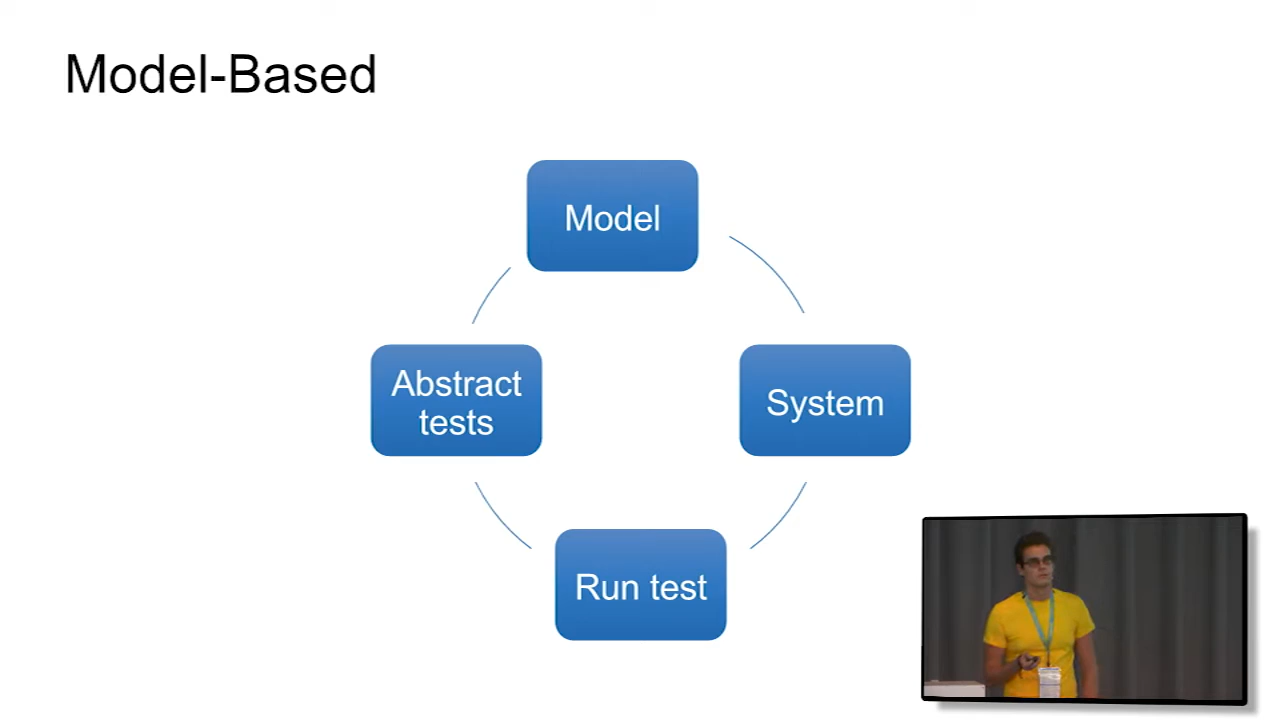 Model-Based
Model
Abstract
tests
System
Run test